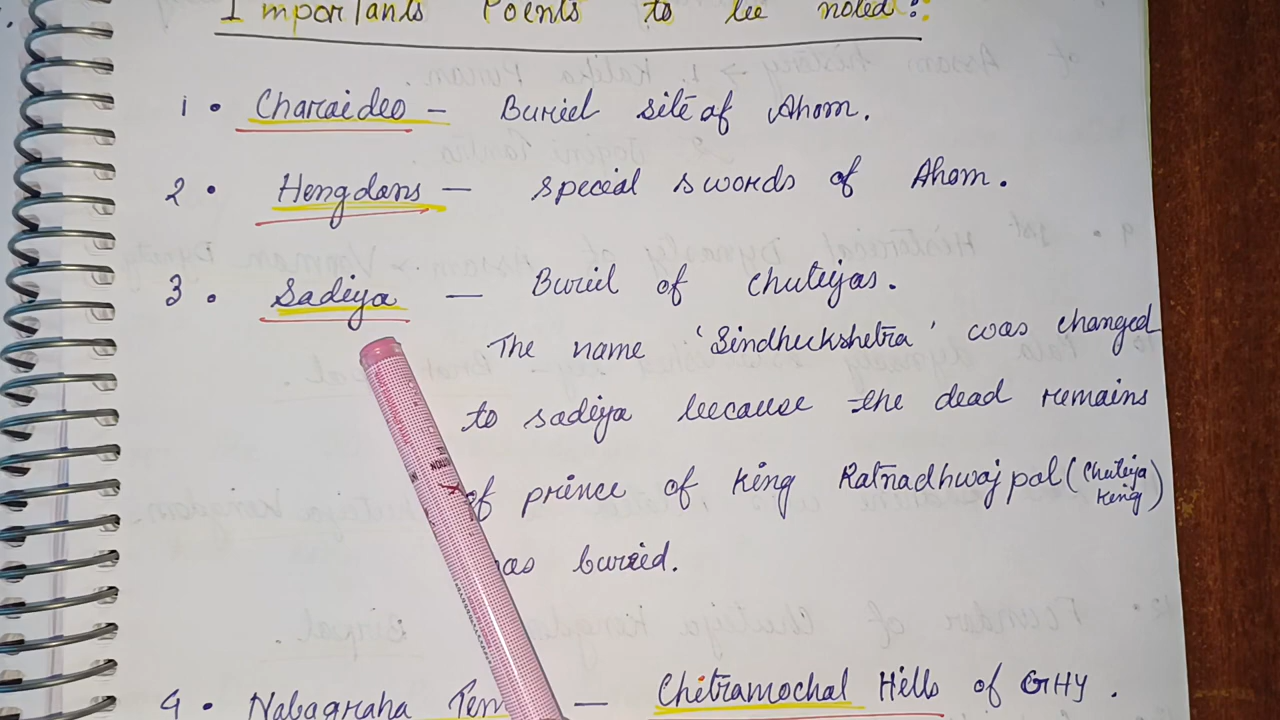 Importants Points to be noted:-
1. Charaideo - Buriel site of Ahom.
2. Hengdans - special swords of Ahom.
3. Sadiya - Buriel of Chutiyas.
The name 'Sindhukshetra' was changed
to sadiya because the dead remains
of prince of king Ratnadhwajpal (Chutiya king)
was buried.
4. Nabagraha Tem - Chitramochal Hills of GHY.